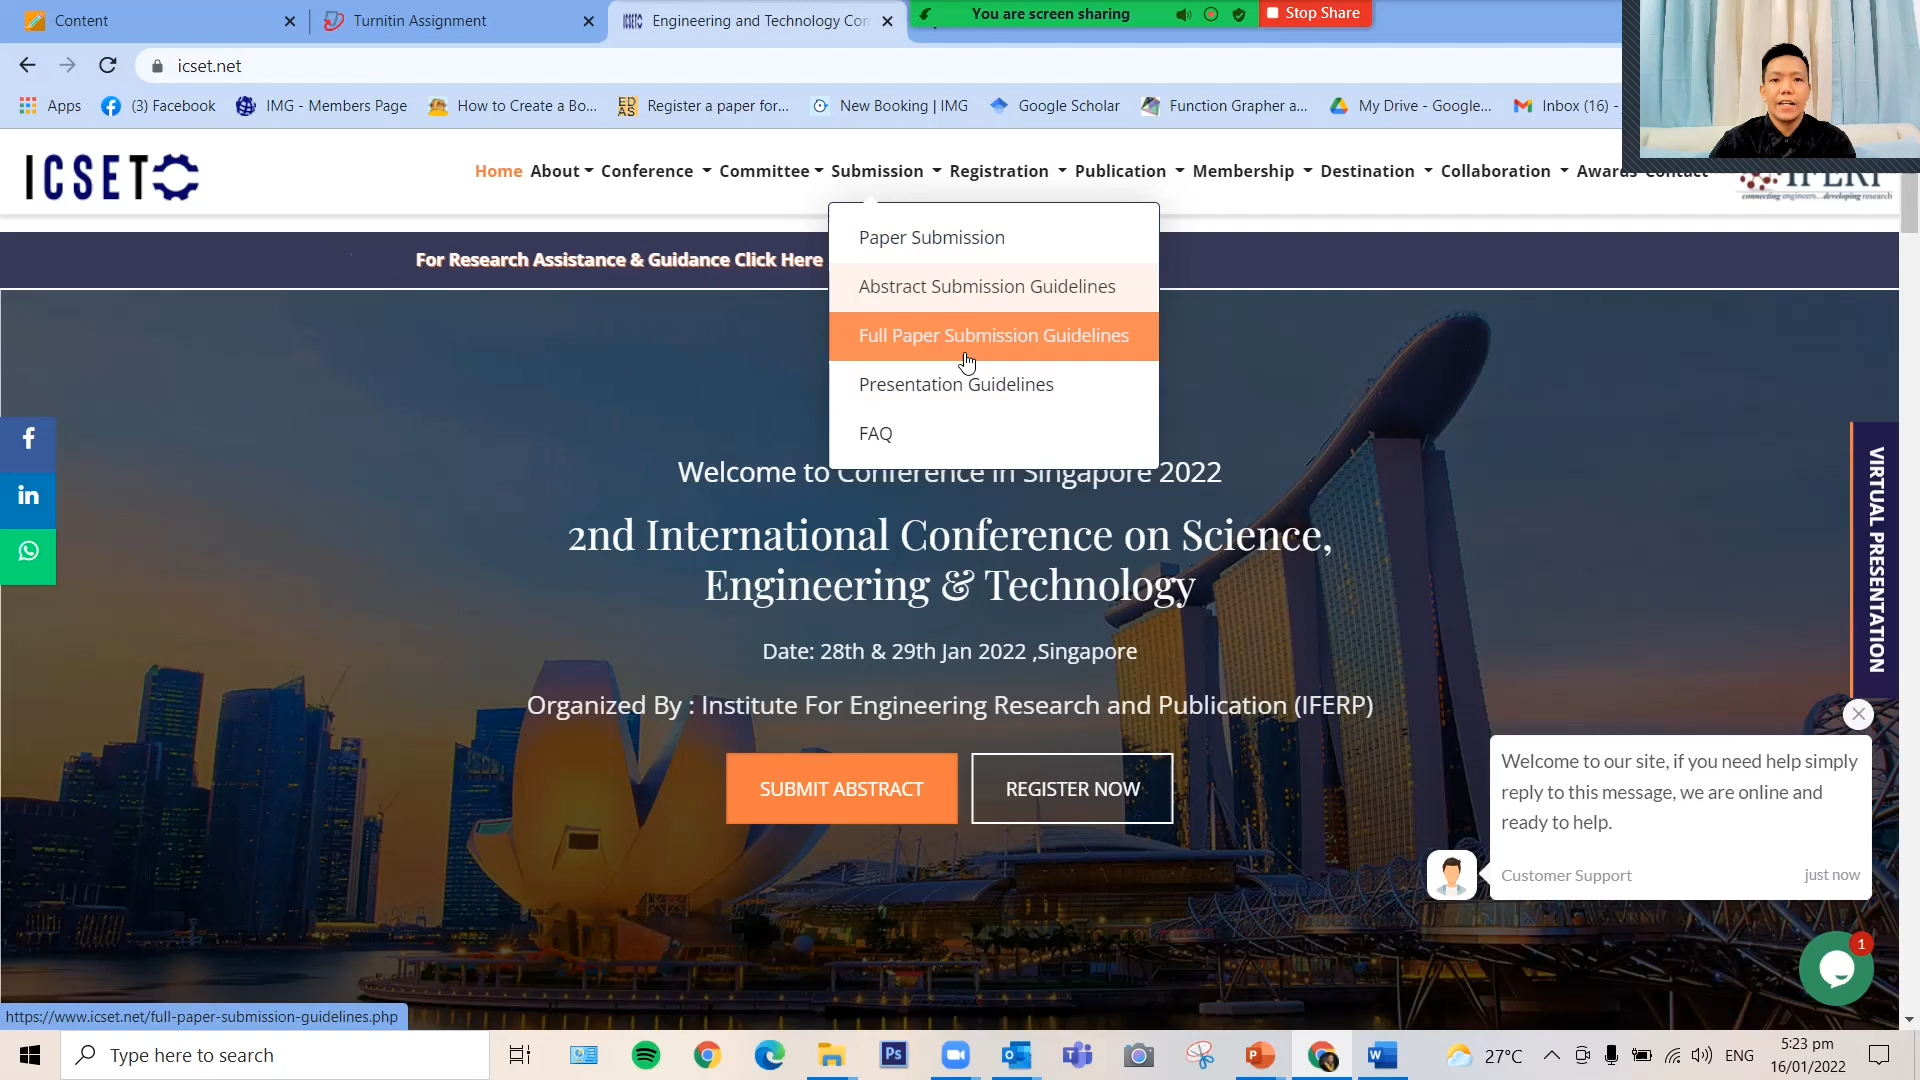 Content
Turnitin Assignment
Engineering and Technology Con
You are screen sharing
Stop Share
icset.net
Apps
(3) Facebook
IMG - Members Page
How to Create a Bo...
Register a paper for...
New Booking | IMG
Google Scholar
Function Grapher a...
My Drive - Google...
Inbox (16) -
ICSET
Home
About
Conference
Committee
Submission
Registration
Publication
Membership
Destination
Collaboration
Awards
Contact
IFERP
connecting engineers...developing research
For Research Assistance & Guidance Click Here
Paper Submission
Abstract Submission Guidelines
Full Paper Submission Guidelines
Presentation Guidelines
FAQ
Welcome to Conference in Singapore 2022
2nd International Conference on Science,
Engineering & Technology
Date: 28th & 29th Jan 2022 ,Singapore
Organized By : Institute For Engineering Research and Publication (IFERP)
SUBMIT ABSTRACT
REGISTER NOW
VIRTUAL PRESENTATION
Welcome to our site, if you need help simply
reply to this message, we are online and
ready to help.
Customer Support
just now
1
https://www.icset.net/full-paper-submission-guidelines.php
Type here to search
27°C
ENG
5:23 pm
16/01/2022